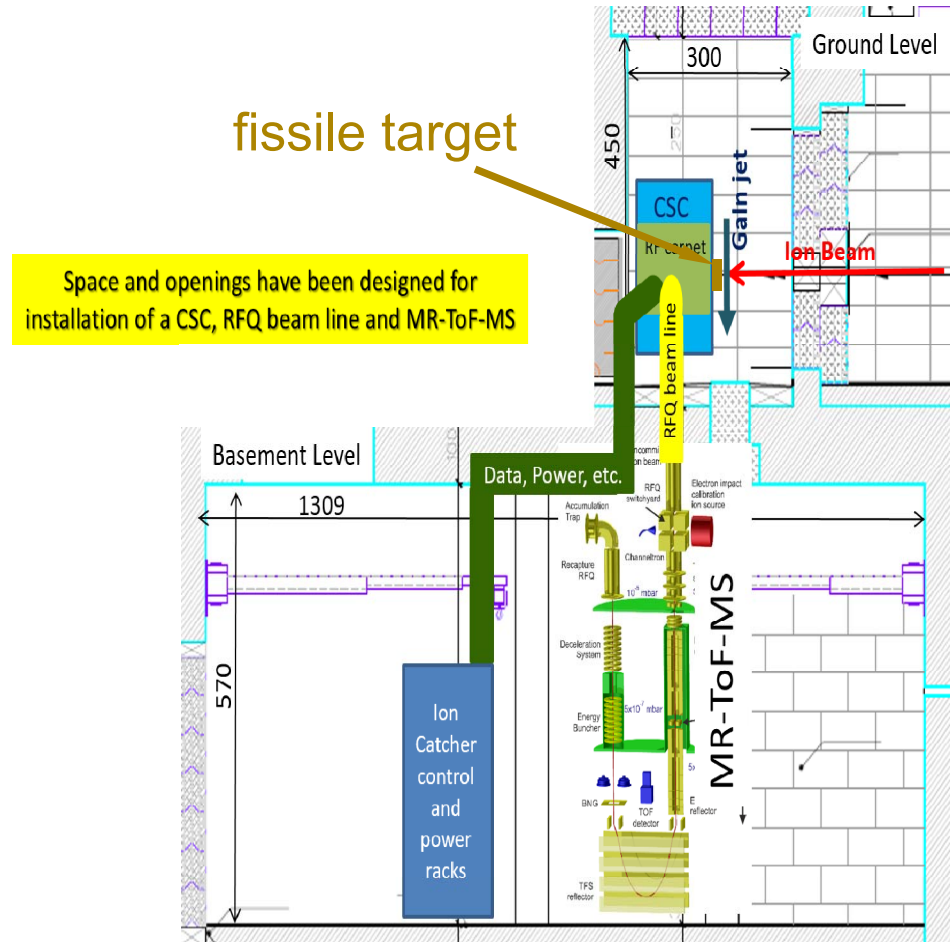 Ground Level
300
fissile target
450
250
CSC
GaIn jet
RF carpet
Ion Beam
Space and openings have been designed for
installation of a CSC, RFQ beam line and MR-ToF-MS
RFQ beam line
Basement Level
100
Data, Power, etc.
1309
RFQ
switchyard
Electron impact
calibration
ion source
Accumulation
Trap
Channeltron
Recapture
RFQ
MR-ToF-MS
Deceleration
System
570
Energy
Buncher
Ion
Catcher
control
and
power
racks
BNG
TOF
detector
reflector
TFS
reflector